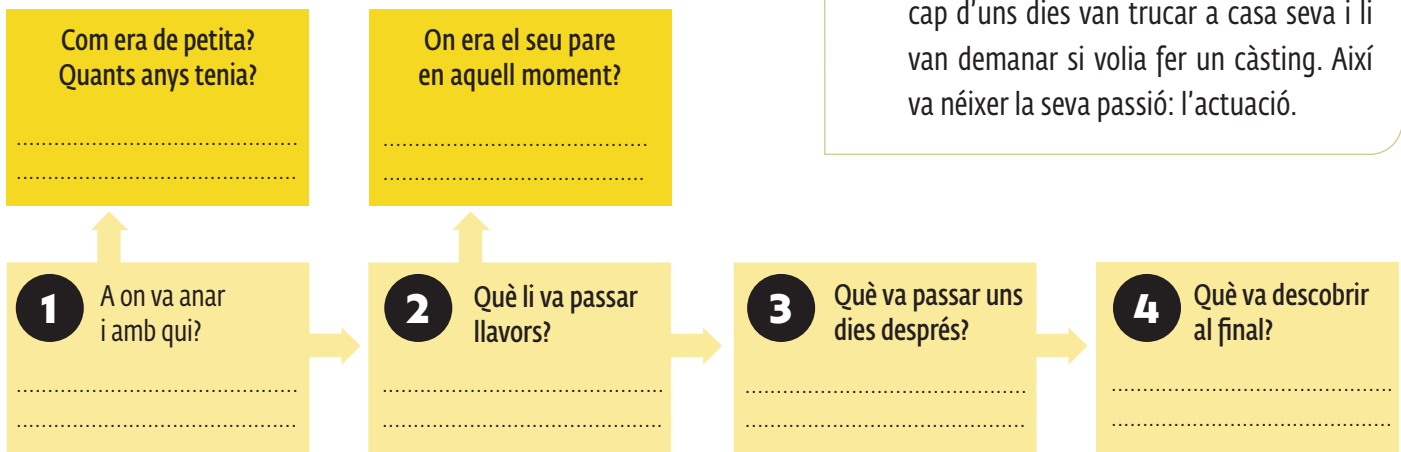 cap d'uns dies van trucar a casa seva i li
van demanar si volia fer un càsting. Així
va néixer la seva passió: l'actuació.
Com era de petita?
Quants anys tenia?
..............................................
..............................................
On era el seu pare
en aquell moment?
..............................................
..............................................
1
A on va anar
i amb qui?
..............................................
..............................................
2
Què li va passar
llavors?
..............................................
..............................................
3
Què va passar uns
dies després?
..............................................
..............................................
4
Què va descobrir
al final?
..............................................
..............................................